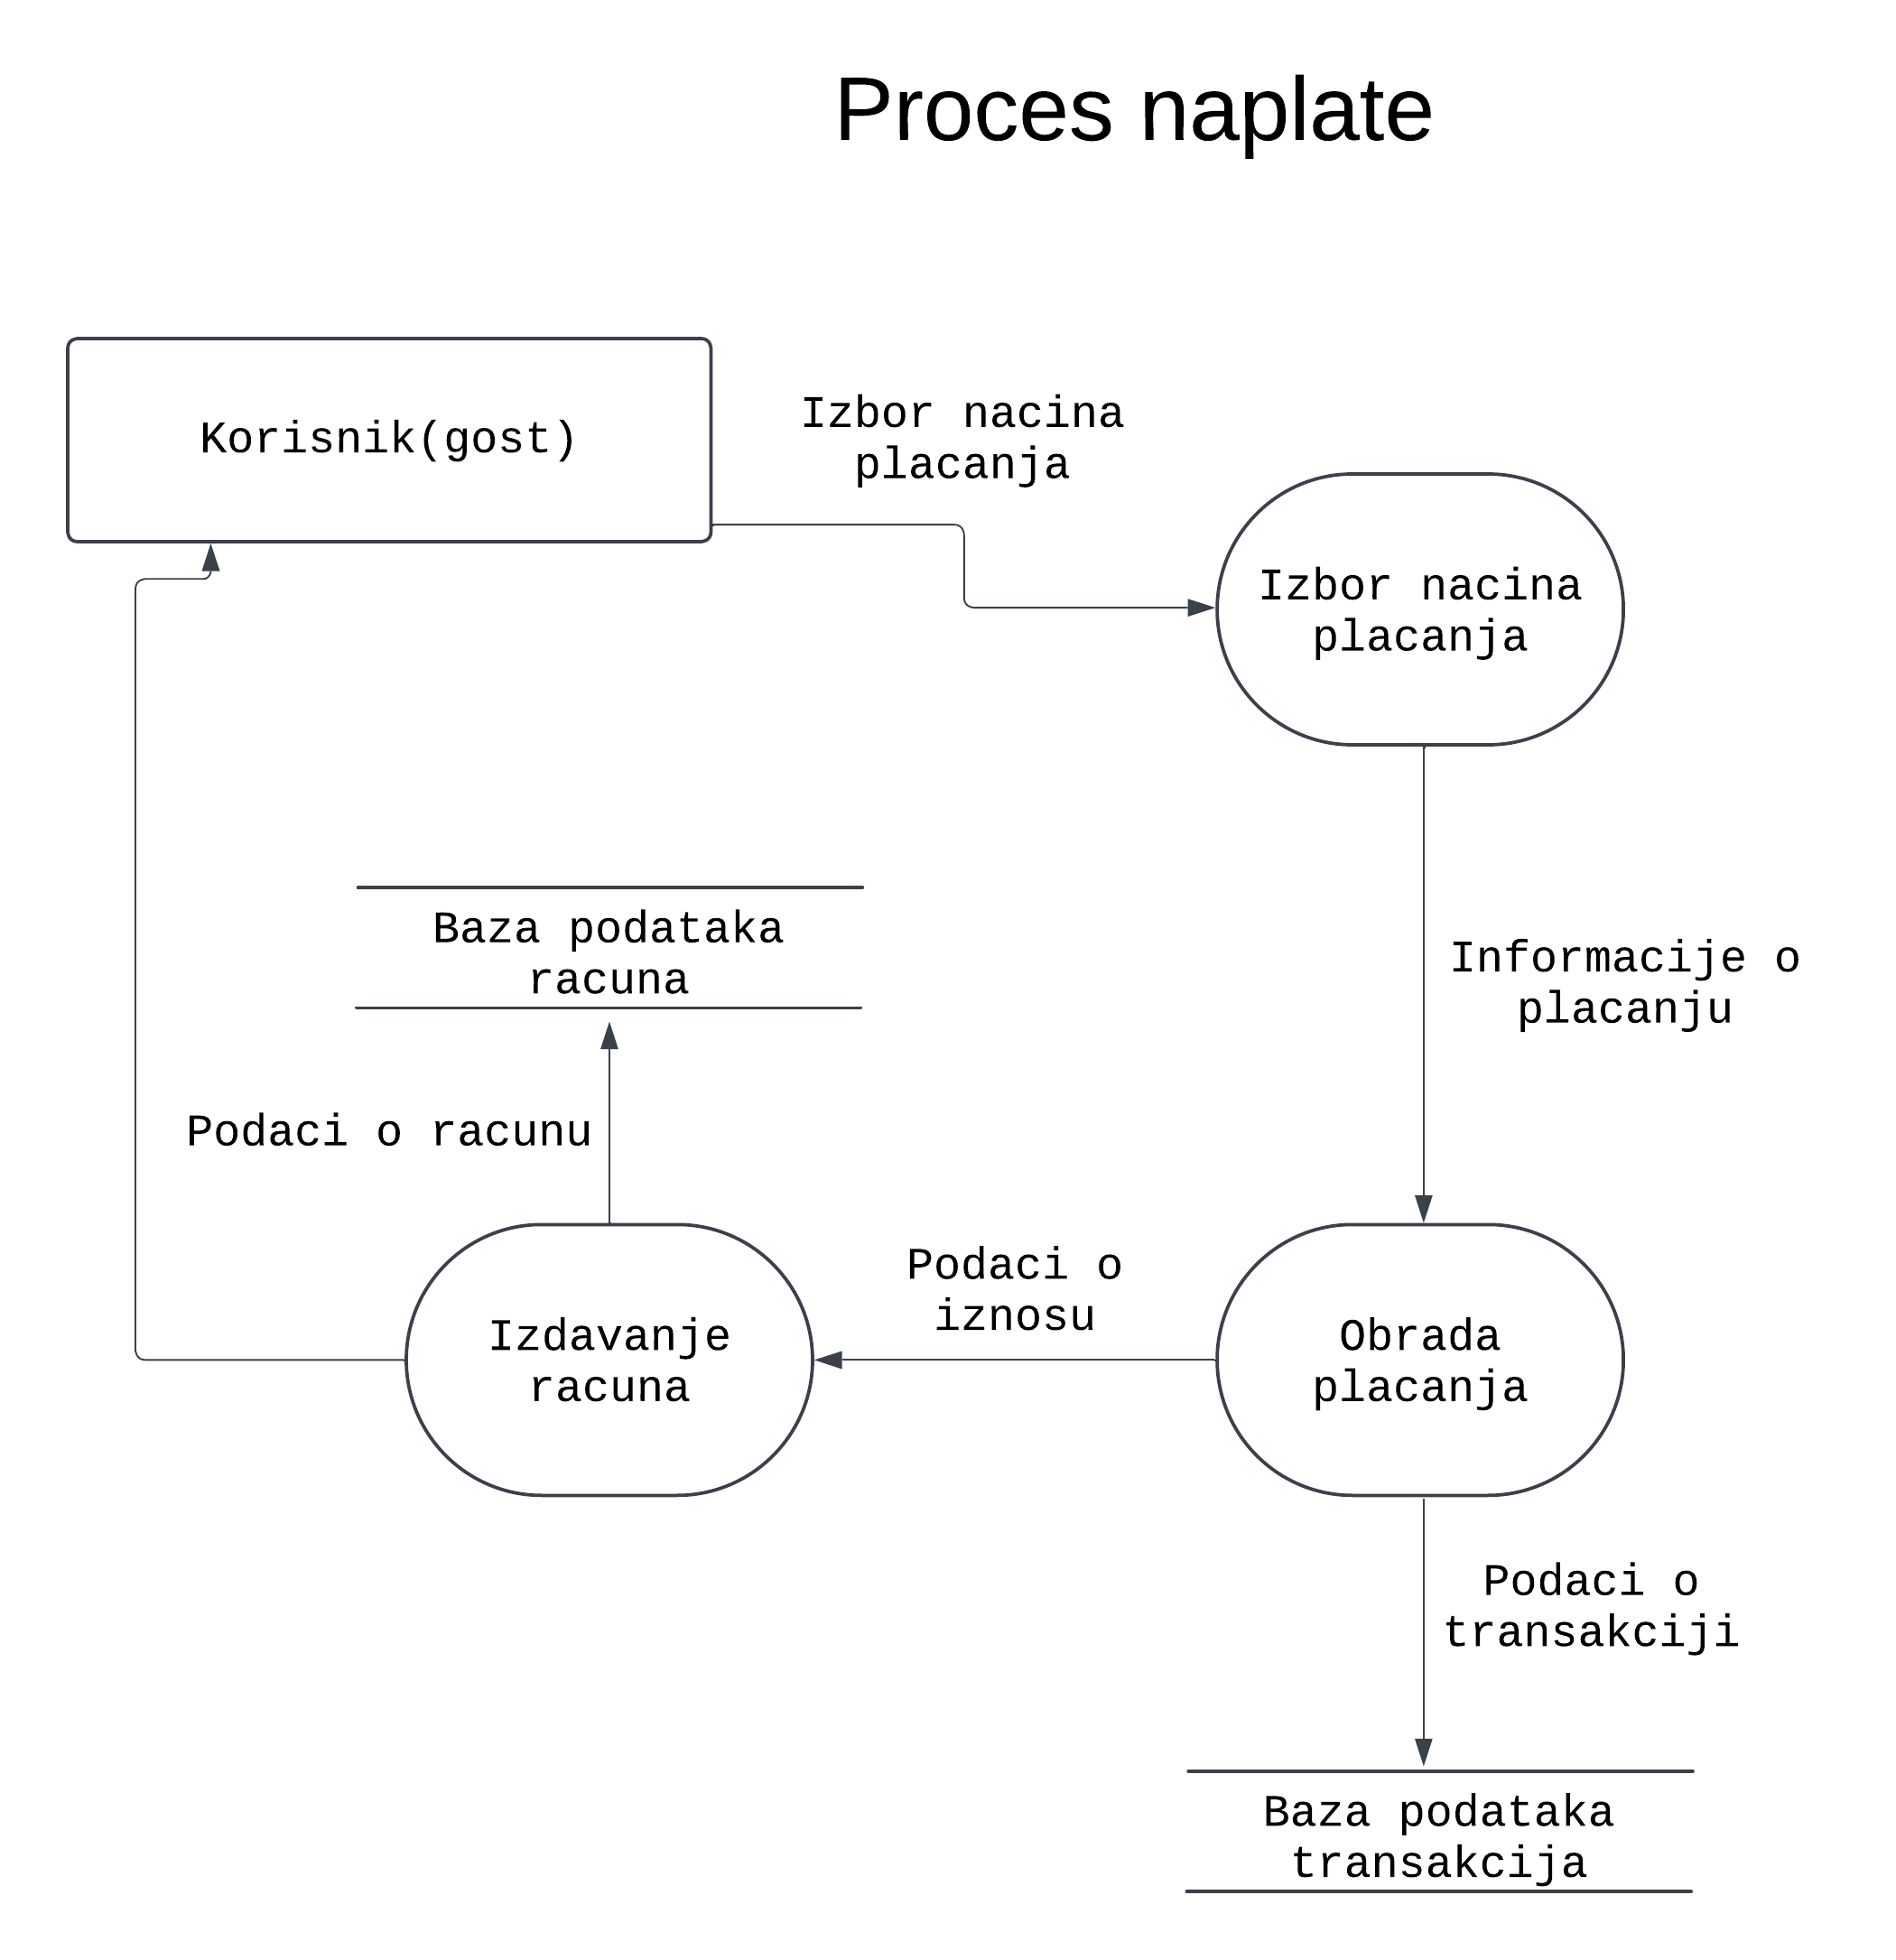 Proces naplate
Korisnik(gost)
Izbor nacina
placanja
Izbor nacina
placanja
Baza podataka
racuna
Informacije o
placanju
Podaci o racunu
Podaci o
iznosu
Izdavanje
racuna
Obrada
placanja
Podaci o
transakciji
Baza podataka
transakcija